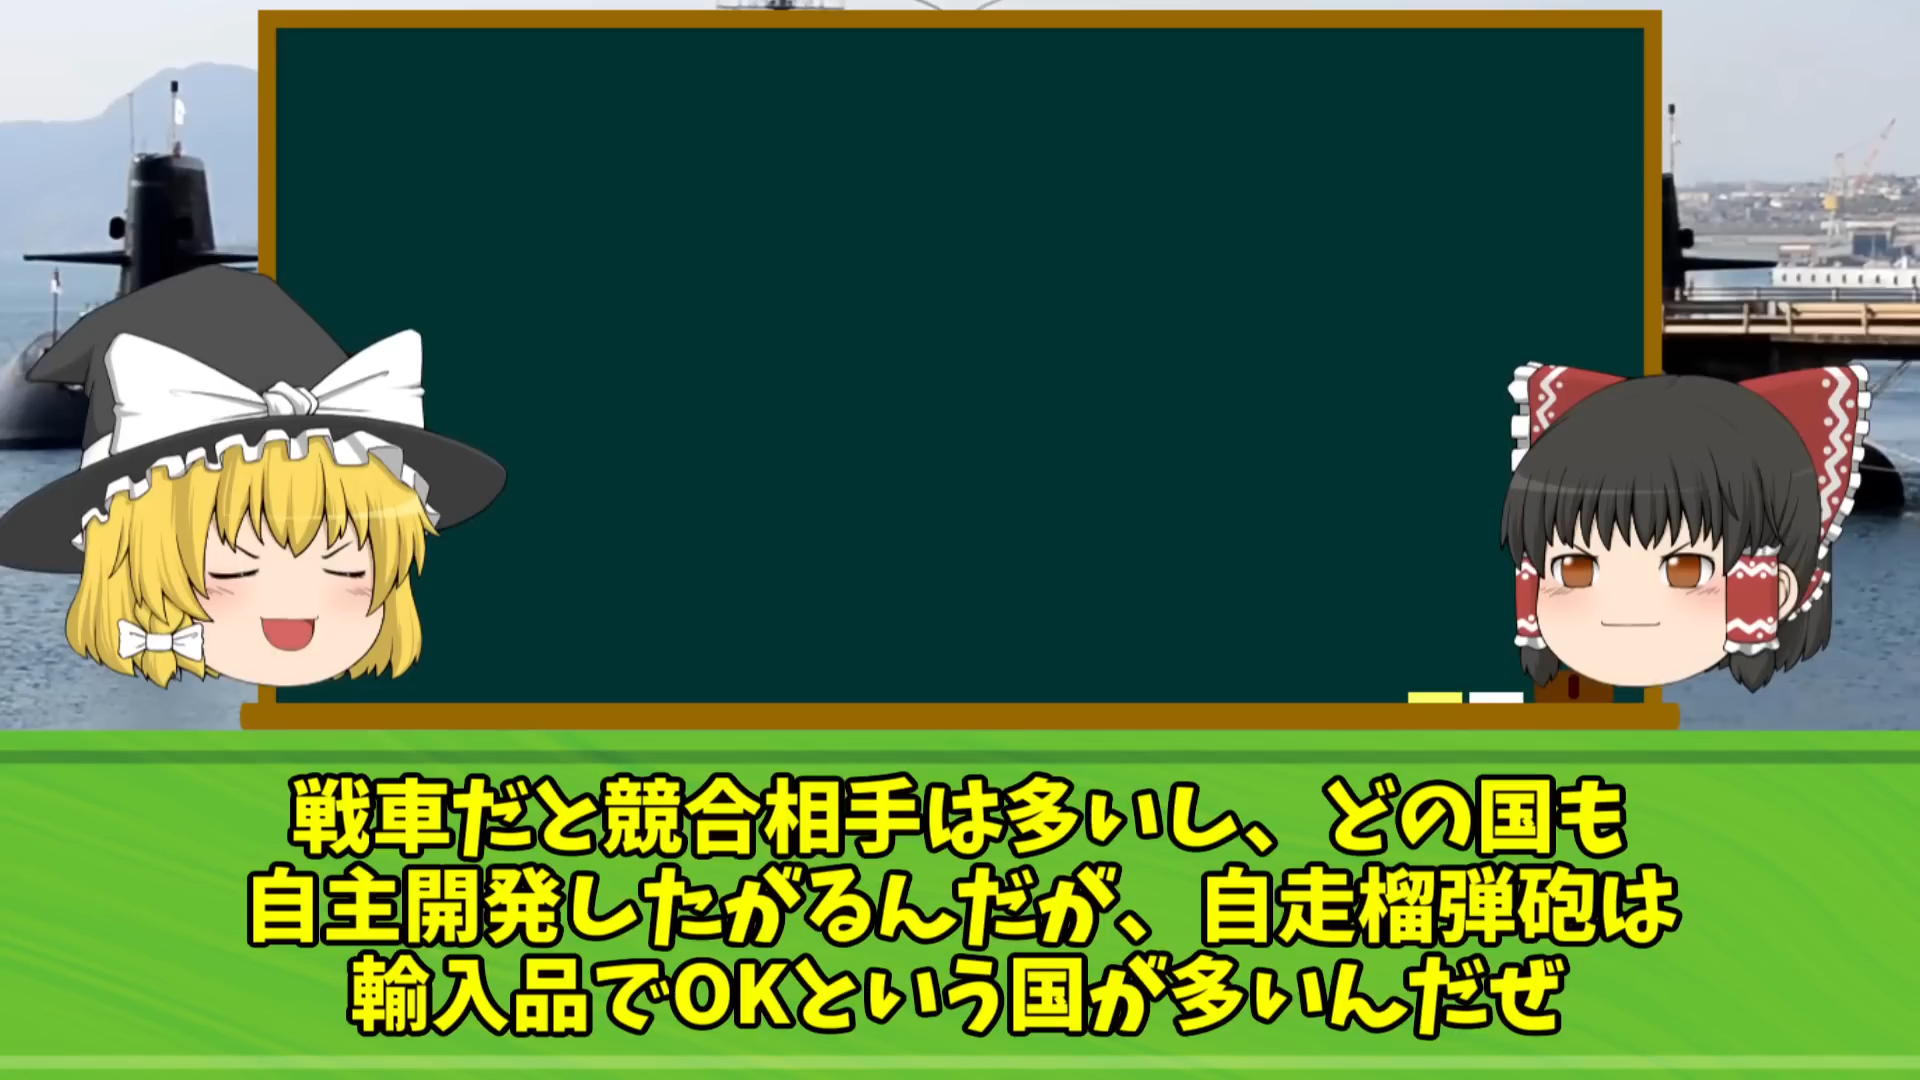 戦車だと競合相手は多いし、どの国も
自主開発したがるんだが、自走榴弾砲は
輸入品でOKという国が多いんだぜ